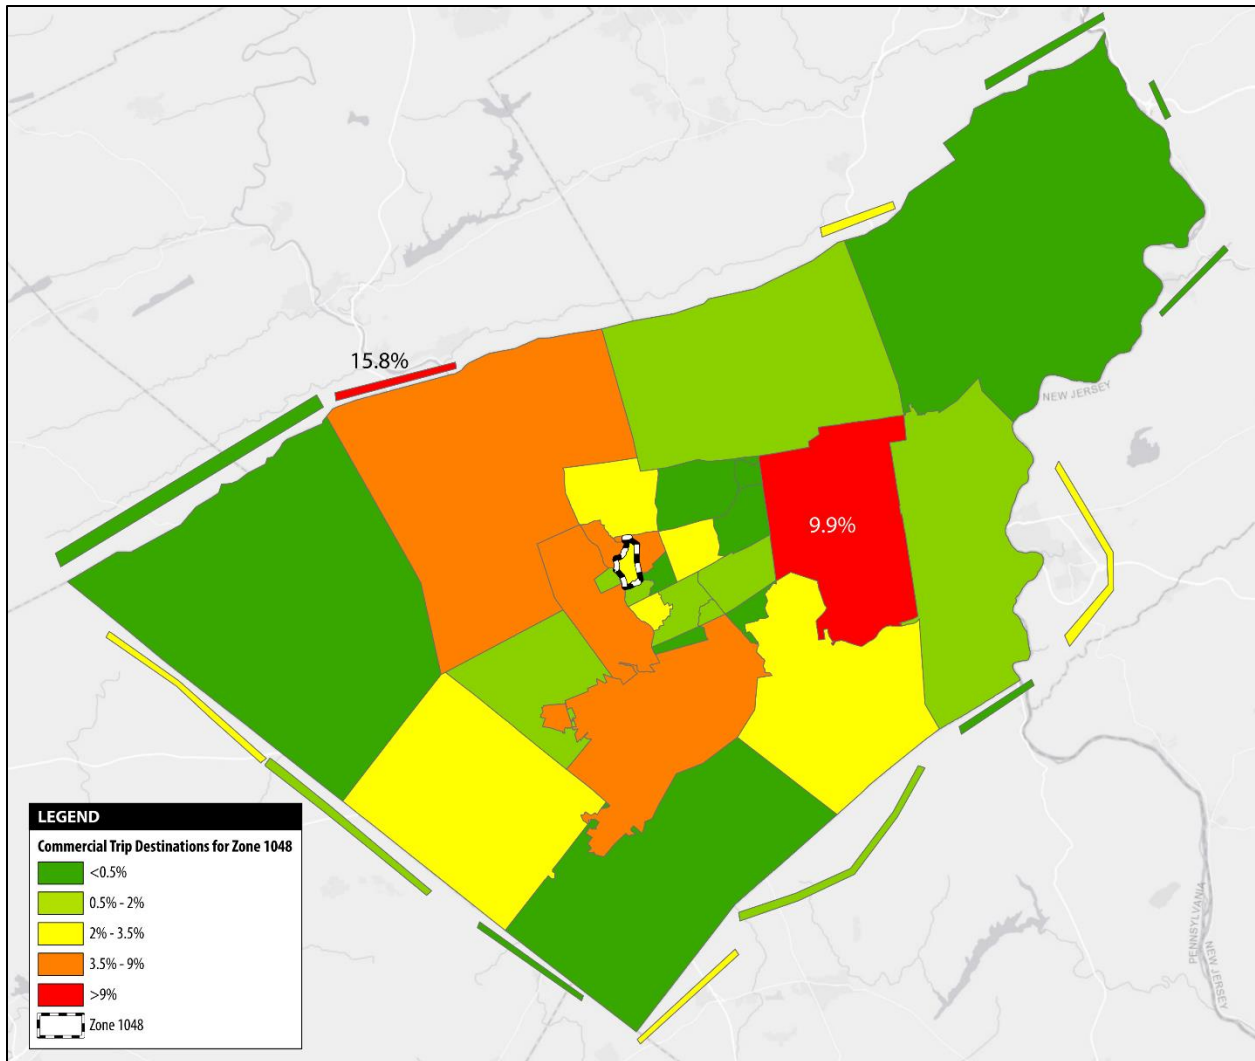 15.8%
NEW JERSEY
9.9%
LEGEND
Commercial Trip Destinations for Zone 1048
<0.5%
0.5% - 2%
2% - 3.5%
3.5% - 9%
>9%
Zone 1048
PENNSYLVANIA
NEW JERSEY